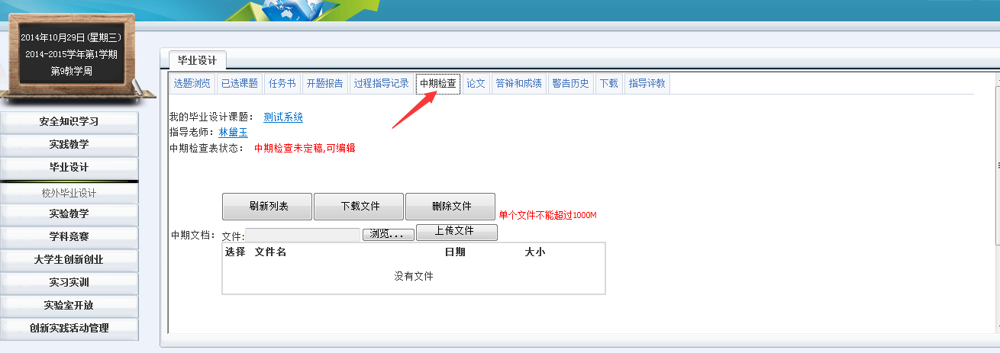 2014年10月29日(星期三)
2014-2015学年第1学期
第9教学周
安全知识学习
实践教学
毕业设计
校外毕业设计
实验教学
学科竞赛
大学生创新创业
实习实训
实验室开放
创新实践活动管理
毕业设计
选题浏览 已选课题 任务书 开题报告 过程指导记录 中期检查 论文 答辩和成绩 警告历史 下载 指导评教
我的毕业设计课题: 测试系统
指导老师: 林黛玉
中期检查表状态: 中期检查未定稿,可编辑
刷新列表 下载文件 删除文件 单个文件不能超过1000M
中期文档: 文件: 浏览... 上传文件
选择 文件名 日期 大小
没有文件